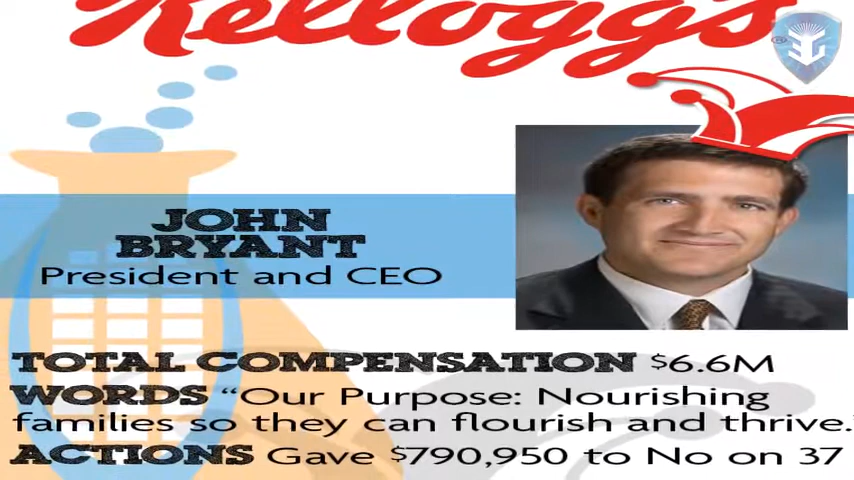 Kellogg's
JOHN
BRYANT
President and CEO
TOTAL COMPENSATION $6.6M
WORDS “Our Purpose: Nourishing
families so they can flourish and thrive.”
ACTIONS Gave $790,950 to No on 37